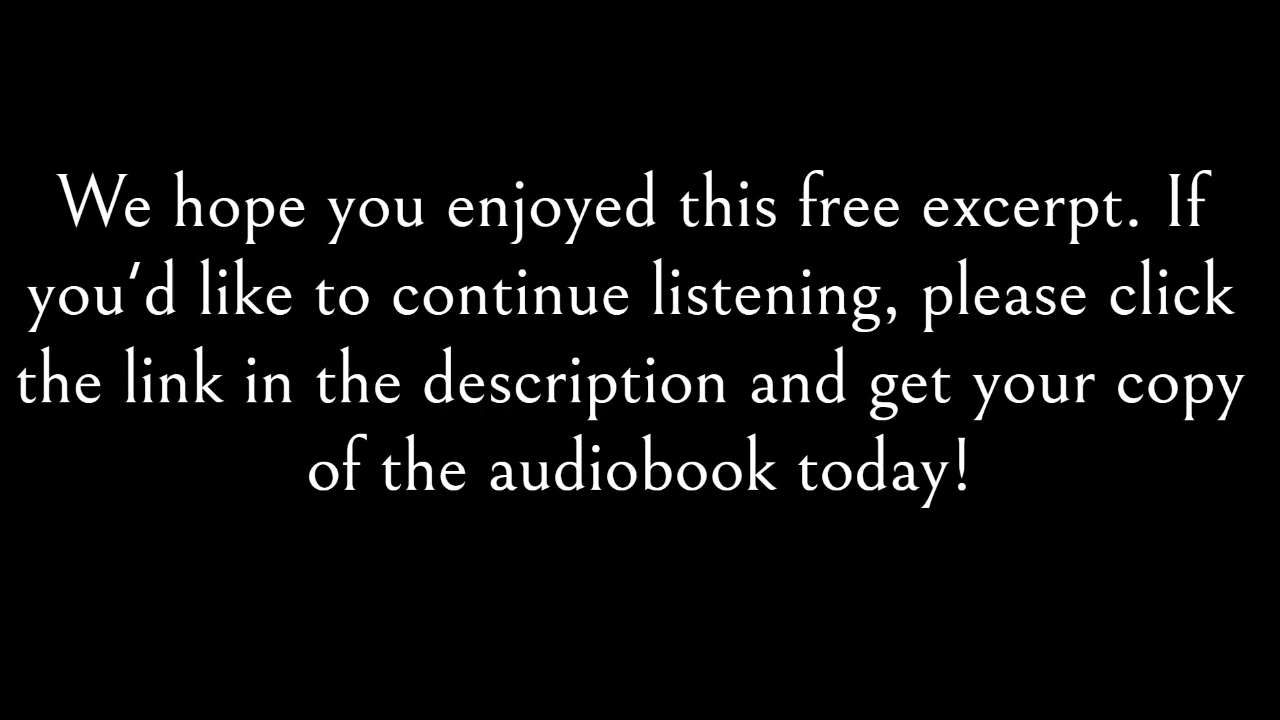 We hope you enjoyed this free excerpt. If
you'd like to continue listening, please click
the link in the description and get your copy
of the audiobook today!